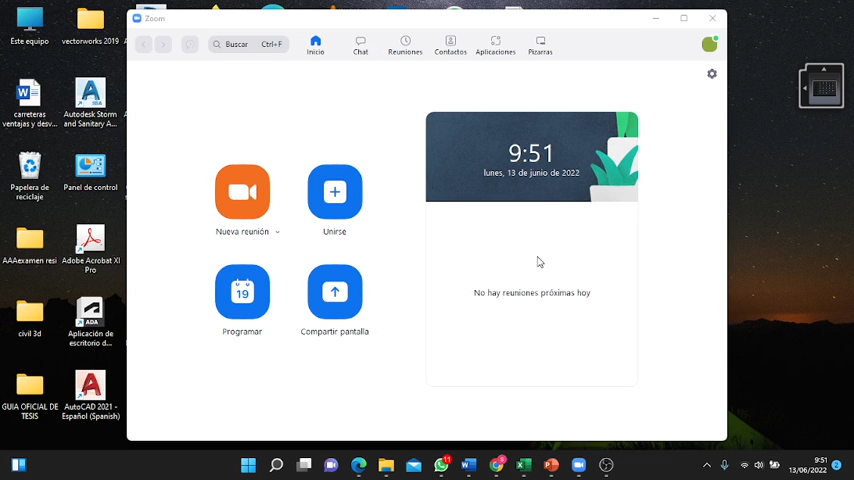 Este equipo
vectorworks 2019
carreteras
ventajas y desv...
Autodesk Storm
and Sanitary A...
Papelera de
reciclaje
Panel de control
AAAexamen resi
Adobe Acrobat XI
Pro
civil 3d
Aplicación de
escritorio d...
GUIA OFICIAL DE
TESIS
AutoCAD 2021 -
Español (Spanish)
Zoom
Buscar Ctrl+F
Inicio
Chat
Reuniones
Contactos
Aplicaciones
Pizarras
Nueva reunión
Unirse
19
Programar
Compartir pantalla
9:51
lunes, 13 de junio de 2022
No hay reuniones próximas hoy
9:51
13/06/2022